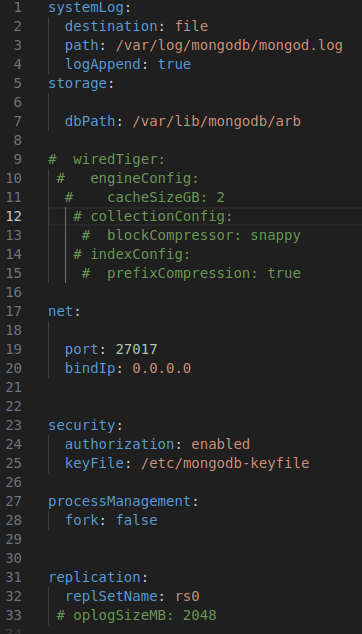 1 systemLog:
2   destination: file
3   path: /var/log/mongodb/mongod.log
4   logAppend: true
5 storage:
6
7   dbPath: /var/lib/mongodb/arb
8
9 #  wiredTiger:
10  #   engineConfig:
11   #    cacheSizeGB: 2
12    # collectionConfig:
13     #  blockCompressor: snappy
14    # indexConfig:
15     #  prefixCompression: true
16
17 net:
18
19   port: 27017
20   bindIp: 0.0.0.0
21
22
23 security:
24   authorization: enabled
25   keyFile: /etc/mongodb-keyfile
26
27 processManagement:
28   fork: false
29
30
31 replication:
32   replSetName: rs0
33  # oplogSizeMB: 2048
34